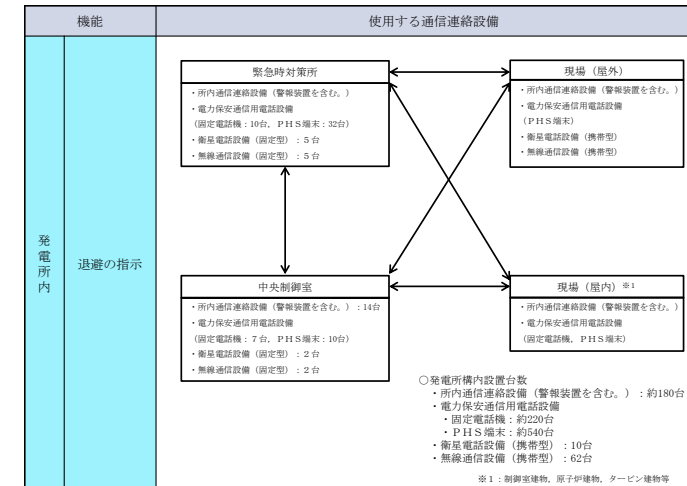 機能
使用する通信連絡設備
発電所内
退避の指示
緊急時対策所
・所内通信連絡設備（警報装置を含む。）
・電力保安通信用電話設備
（固定電話機：10台，ＰＨＳ端末：32台）
・衛星電話設備（固定型）：５台
・無線通信設備（固定型）：５台
現場（屋外）
・所内通信連絡設備（警報装置を含む。）
・電力保安通信用電話設備
（ＰＨＳ端末）
・衛星電話設備（携帯型）
・無線通信設備（携帯型）
中央制御室
・所内通信連絡設備（警報装置を含む。）：14台
・電力保安通信用電話設備
（固定電話機：７台，ＰＨＳ端末：10台）
・衛星電話設備（固定型）：２台
・無線通信設備（固定型）：２台
現場（屋内）※1
・所内通信連絡設備（警報装置を含む。）
・電力保安通信用電話設備
（固定電話機，ＰＨＳ端末）
○発電所構内設置台数
・所内通信連絡設備（警報装置を含む。）：約180台
・電力保安通信用電話設備
・固定電話機：約220台
・ＰＨＳ端末：約540台
・衛星電話設備（携帯型）：10台
・無線通信設備（携帯型）：62台
※１：制御室建物，原子炉建物，タービン建物等